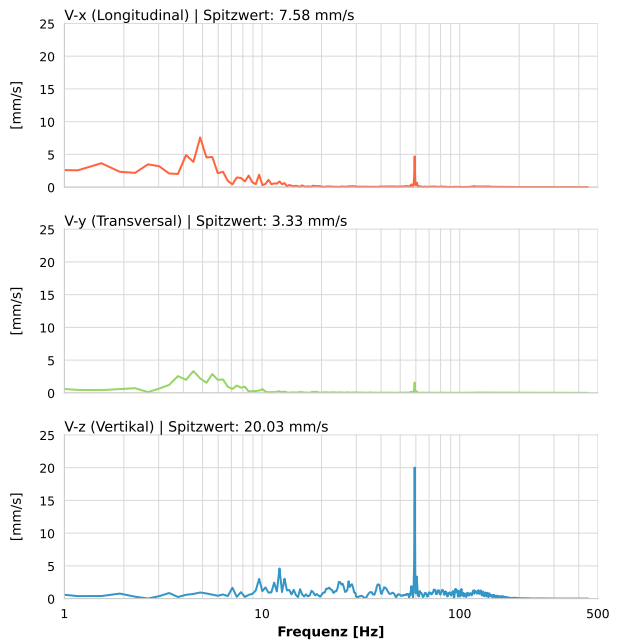 V-x (Longitudinal) | Spitzwert: 7.58 mm/s
25
20
15
10
5
0
[mm/s]
V-y (Transversal) | Spitzwert: 3.33 mm/s
25
20
15
10
5
0
[mm/s]
V-z (Vertikal) | Spitzwert: 20.03 mm/s
25
20
15
10
5
0
[mm/s]
1 10 100 500
Frequenz [Hz]